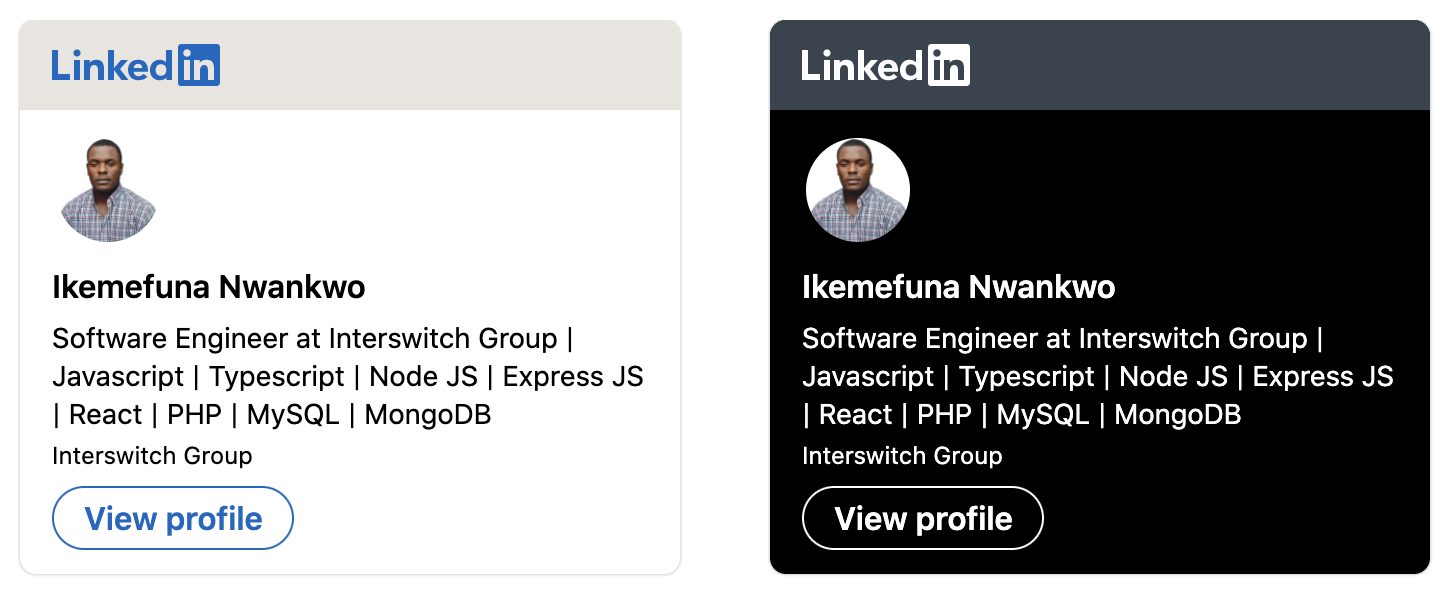 Linkedin
Ikemefuna Nwankwo
Software Engineer at Interswitch Group |
Javascript | Typescript | Node JS | Express JS
| React | PHP | MySQL | MongoDB
Interswitch Group
View profile
Linkedin
Ikemefuna Nwankwo
Software Engineer at Interswitch Group |
Javascript | Typescript | Node JS | Express JS
| React | PHP | MySQL | MongoDB
Interswitch Group
View profile